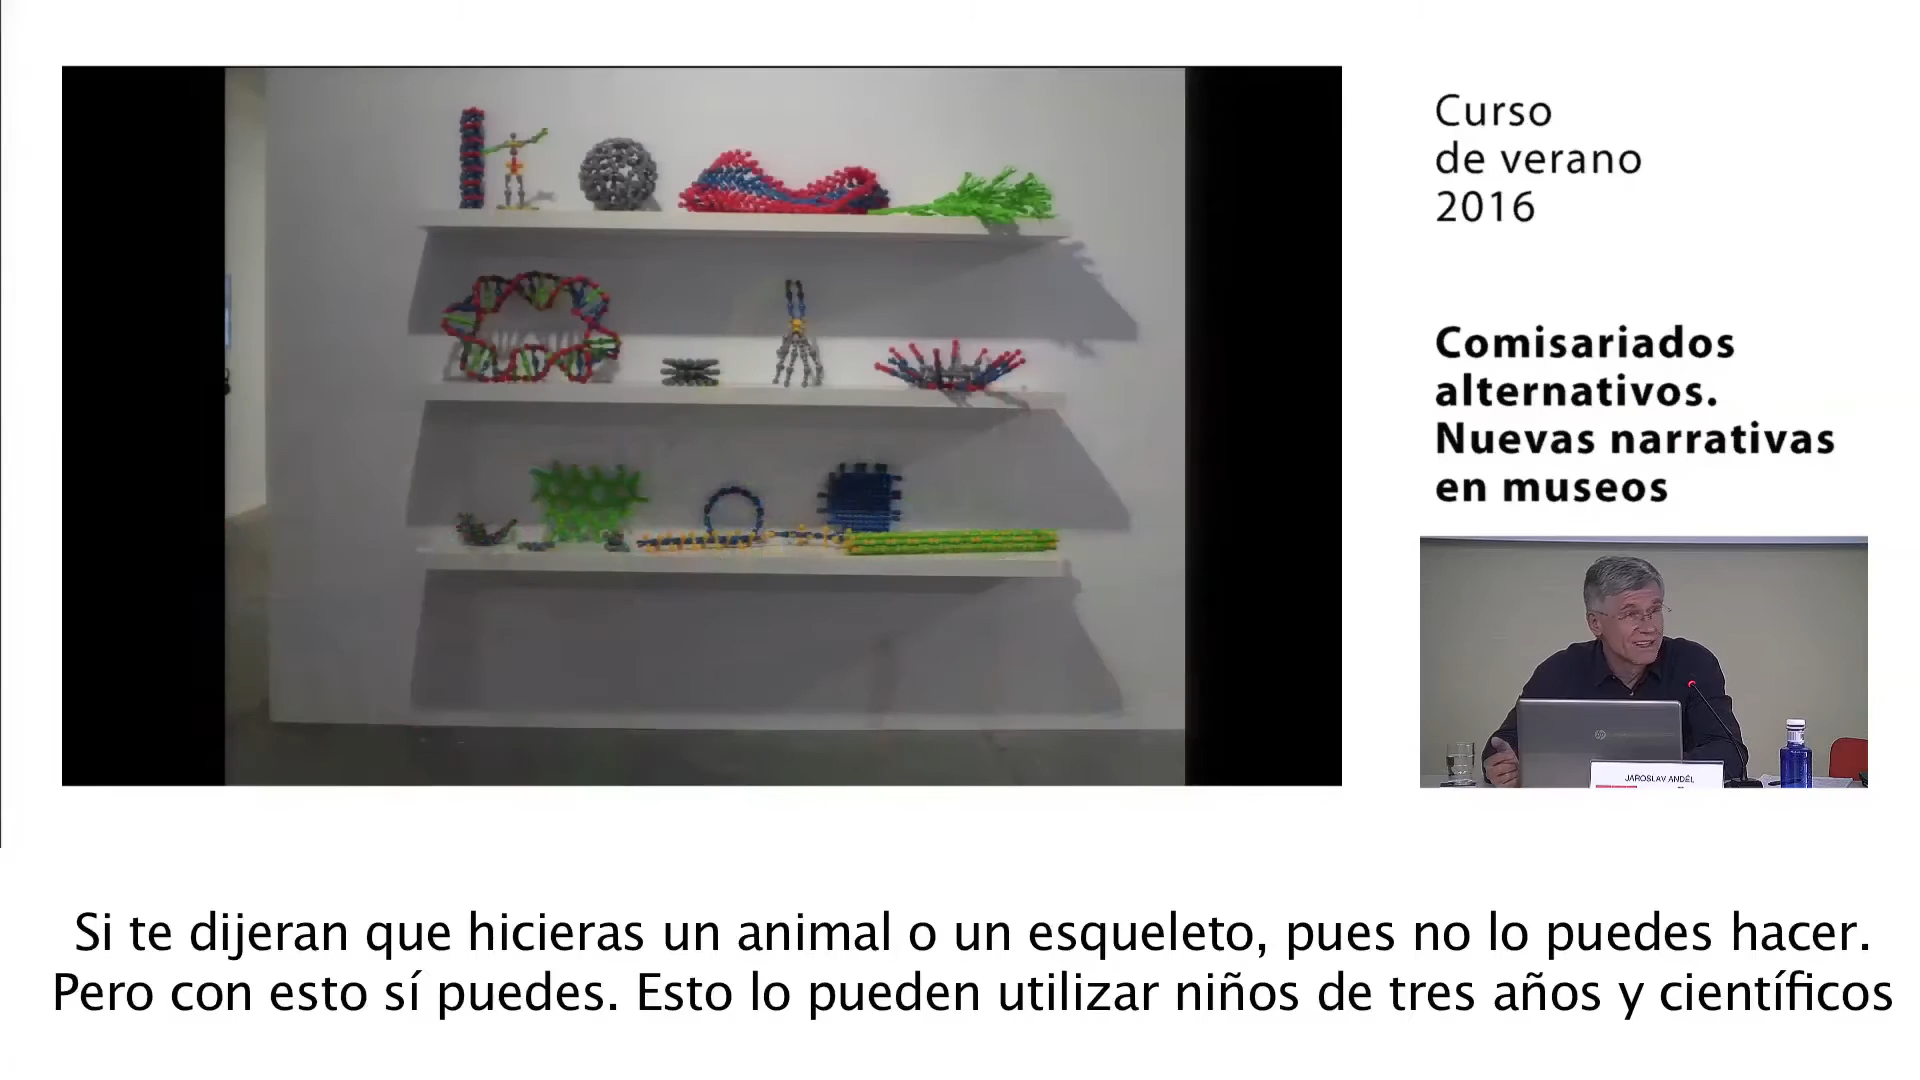 Curso
de verano
2016
Comisariados
alternativos.
Nuevas narrativas
en museos
hp
JAROSLAV ANDĚL
Si te dijeran que hicieras un animal o un esqueleto, pues no lo puedes hacer.
Pero con esto sí puedes. Esto lo pueden utilizar niños de tres años y científicos